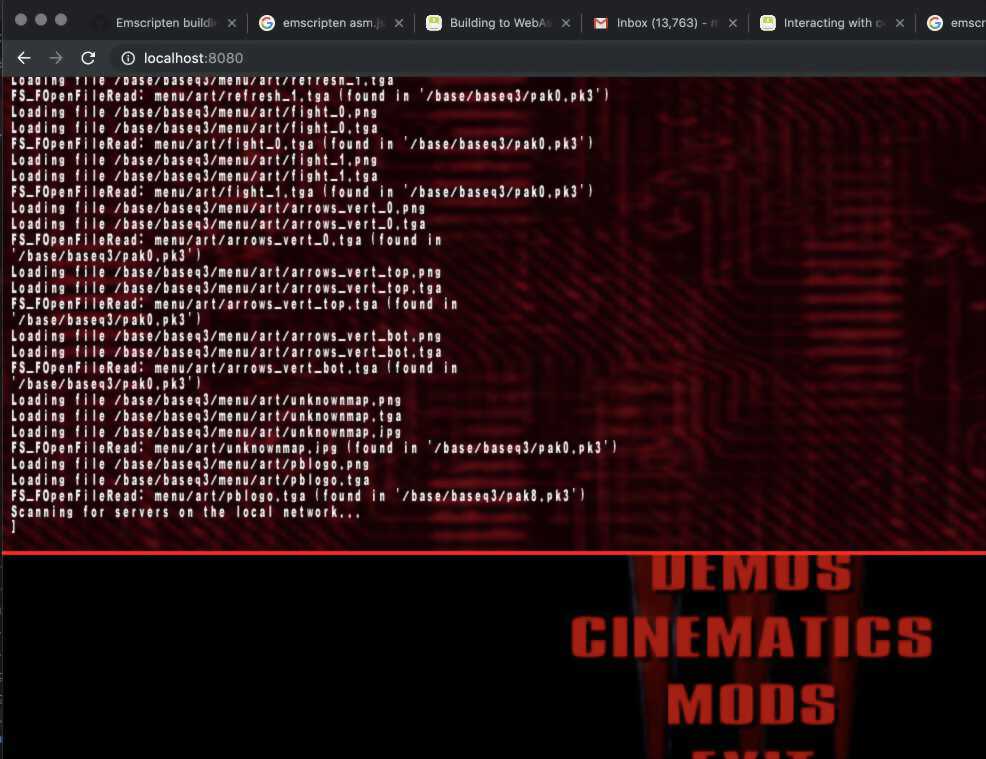 Emscripten buildi
emscripten asm.js
Building to WebAs
Inbox (13,763) - m
Interacting with c
emscr
localhost:8080
Loading file /base/baseq3/menu/art/refresh_1.tga
FS_FOpenFileRead: menu/art/refresh_1.tga (found in '/base/baseq3/pak0.pk3')
Loading file /base/baseq3/menu/art/fight_0.png
Loading file /base/baseq3/menu/art/fight_0.tga
FS_FOpenFileRead: menu/art/fight_0.tga (found in '/base/baseq3/pak0.pk3')
Loading file /base/baseq3/menu/art/fight_1.png
Loading file /base/baseq3/menu/art/fight_1.tga
FS_FOpenFileRead: menu/art/fight_1.tga (found in '/base/baseq3/pak0.pk3')
Loading file /base/baseq3/menu/art/arrows_vert_0.png
Loading file /base/baseq3/menu/art/arrows_vert_0.tga
FS_FOpenFileRead: menu/art/arrows_vert_0.tga (found in
'/base/baseq3/pak0.pk3')
Loading file /base/baseq3/menu/art/arrows_vert_top.png
Loading file /base/baseq3/menu/art/arrows_vert_top.tga
FS_FOpenFileRead: menu/art/arrows_vert_top.tga (found in
'/base/baseq3/pak0.pk3')
Loading file /base/baseq3/menu/art/arrows_vert_bot.png
Loading file /base/baseq3/menu/art/arrows_vert_bot.tga
FS_FOpenFileRead: menu/art/arrows_vert_bot.tga (found in
'/base/baseq3/pak0.pk3')
Loading file /base/baseq3/menu/art/unknownmap.png
Loading file /base/baseq3/menu/art/unknownmap.tga
Loading file /base/baseq3/menu/art/unknownmap.jpg
FS_FOpenFileRead: menu/art/unknownmap.jpg (found in '/base/baseq3/pak0.pk3')
Loading file /base/baseq3/menu/art/pblogo.png
Loading file /base/baseq3/menu/art/pblogo.tga
FS_FOpenFileRead: menu/art/pblogo.tga (found in '/base/baseq3/pak8.pk3')
Scanning for servers on the local network...
]
DEMOS
CINEMATICS
MODS
EXIT